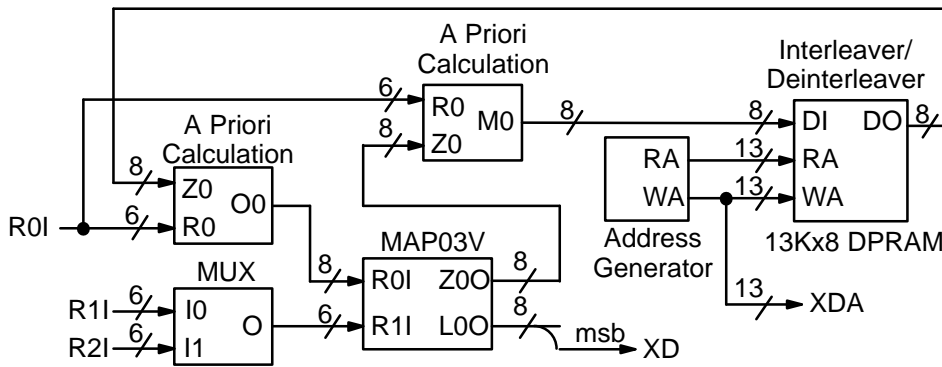 8
A Priori
Calculation
Interleaver/
Deinterleaver
6
R0
M0
8
8
DI
DO
8
8
Z0
A Priori
Calculation
RA
13
RA
8
Z0
WA
13
WA
O0
R0I
6
R0
Address
Generator
13Kx8 DPRAM
MUX
MAP03V
8
R0I
Z0O
8
R1I
6
I0
O
6
R1I
L0O
8
13
XDA
R2I
6
I1
msb
XD